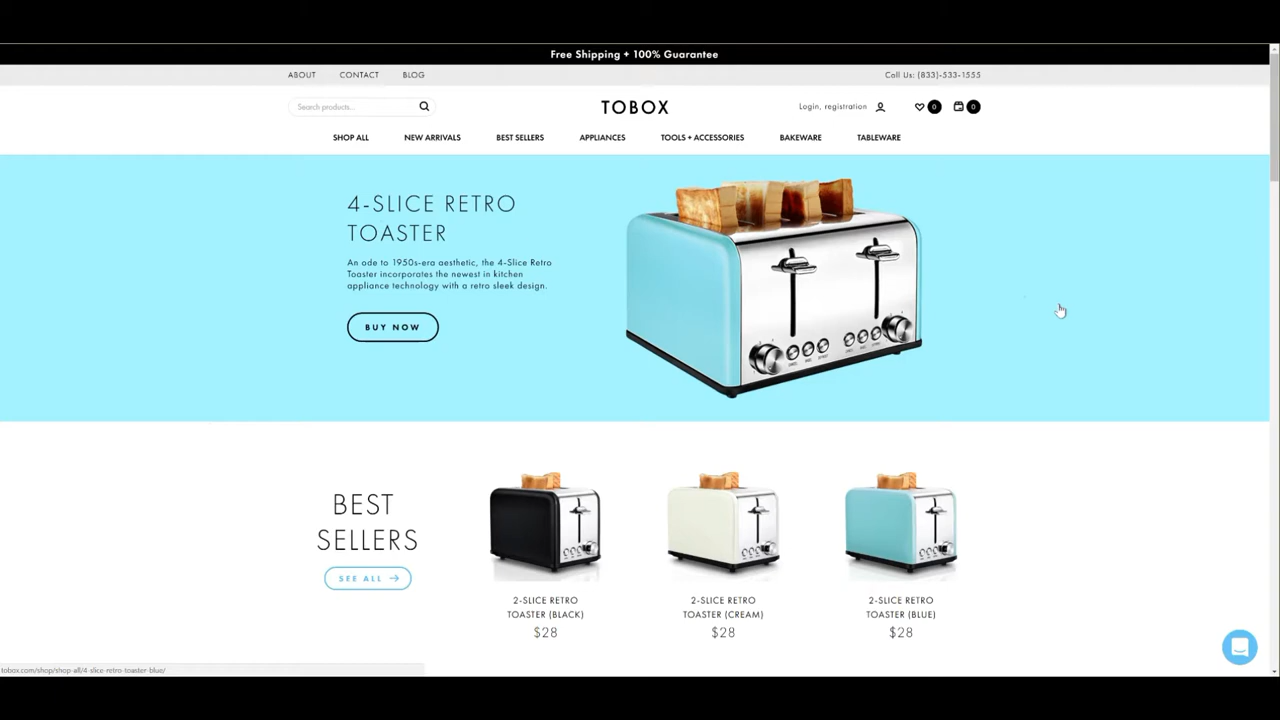 Free Shipping + 100% Guarantee
ABOUT CONTACT BLOG Call Us: (833)-533-1555
Search products... TOBOX Login, registration 0 0
SHOP ALL NEW ARRIVALS BEST SELLERS APPLIANCES TOOLS + ACCESSORIES BAKEWARE TABLEWARE
4-SLICE RETRO
TOASTER
An ode to 1950s-era aesthetic, the 4-Slice Retro
Toaster incorporates the newest in kitchen
appliance technology with a retro sleek design.
BUY NOW
BEST
SELLERS
SEE ALL
2-SLICE RETRO
TOASTER (BLACK)
$28
2-SLICE RETRO
TOASTER (CREAM)
$28
2-SLICE RETRO
TOASTER (BLUE)
$28
tobox.com/shop/shop-all/4-slice-retro-toaster-blue/